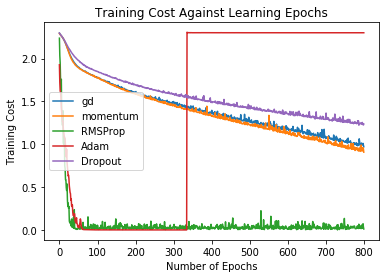 Training Cost Against Learning Epochs
Training Cost
2.0
1.5
1.0
0.5
0.0
gd
momentum
RMSProp
Adam
Dropout
0 100 200 300 400 500 600 700 800
Number of Epochs